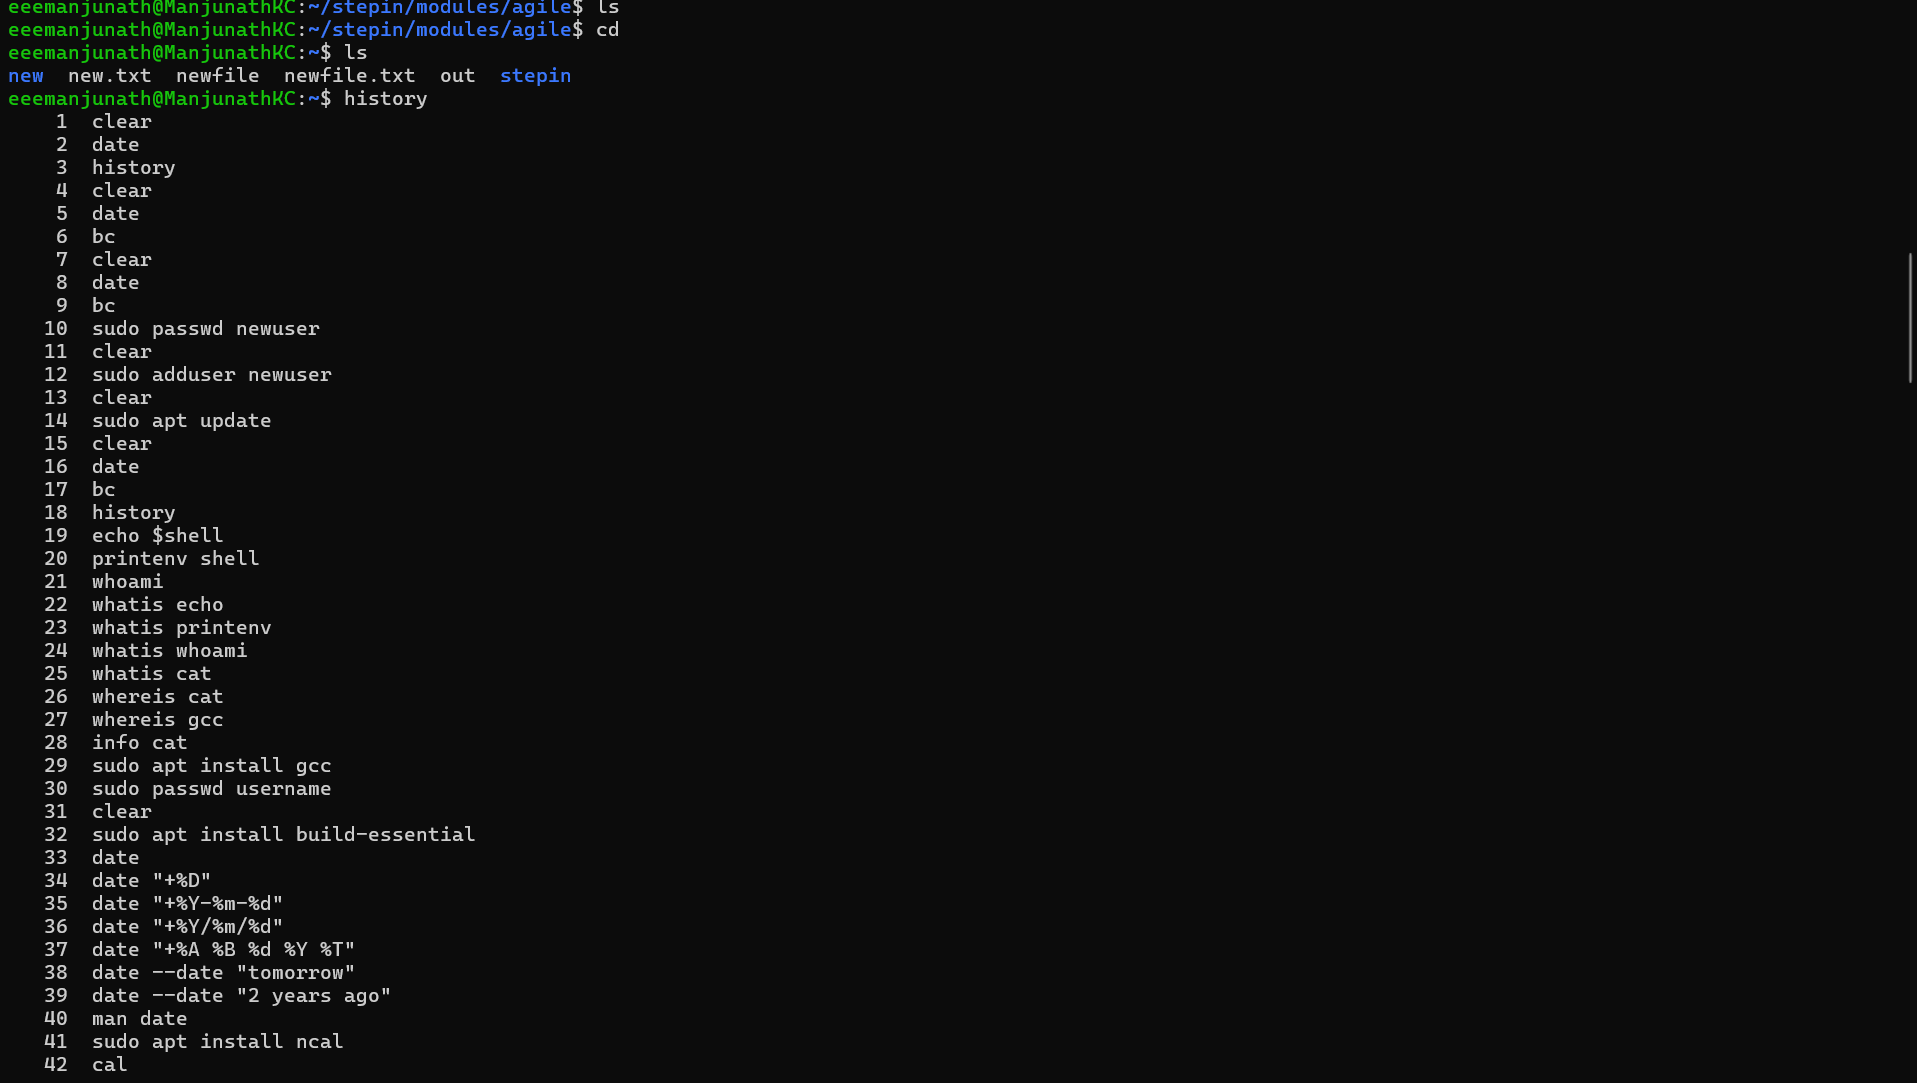 eeemanjunath@ManjunathKC:~/stepin/modules/agile$ ls
eeemanjunath@ManjunathKC:~/stepin/modules/agile$ cd
eeemanjunath@ManjunathKC:~$ ls
new  new.txt  newfile  newfile.txt  out  stepin
eeemanjunath@ManjunathKC:~$ history
    1  clear
    2  date
    3  history
    4  clear
    5  date
    6  bc
    7  clear
    8  date
    9  bc
   10  sudo passwd newuser
   11  clear
   12  sudo adduser newuser
   13  clear
   14  sudo apt update
   15  clear
   16  date
   17  bc
   18  history
   19  echo $shell
   20  printenv shell
   21  whoami
   22  whatis echo
   23  whatis printenv
   24  whatis whoami
   25  whatis cat
   26  whereis cat
   27  whereis gcc
   28  info cat
   29  sudo apt install gcc
   30  sudo passwd username
   31  clear
   32  sudo apt install build-essential
   33  date
   34  date "+%D"
   35  date "+%Y-%m-%d"
   36  date "+%Y/%m/%d"
   37  date "+%A %B %d %Y %T"
   38  date --date "tomorrow"
   39  date --date "2 years ago"
   40  man date
   41  sudo apt install ncal
   42  cal